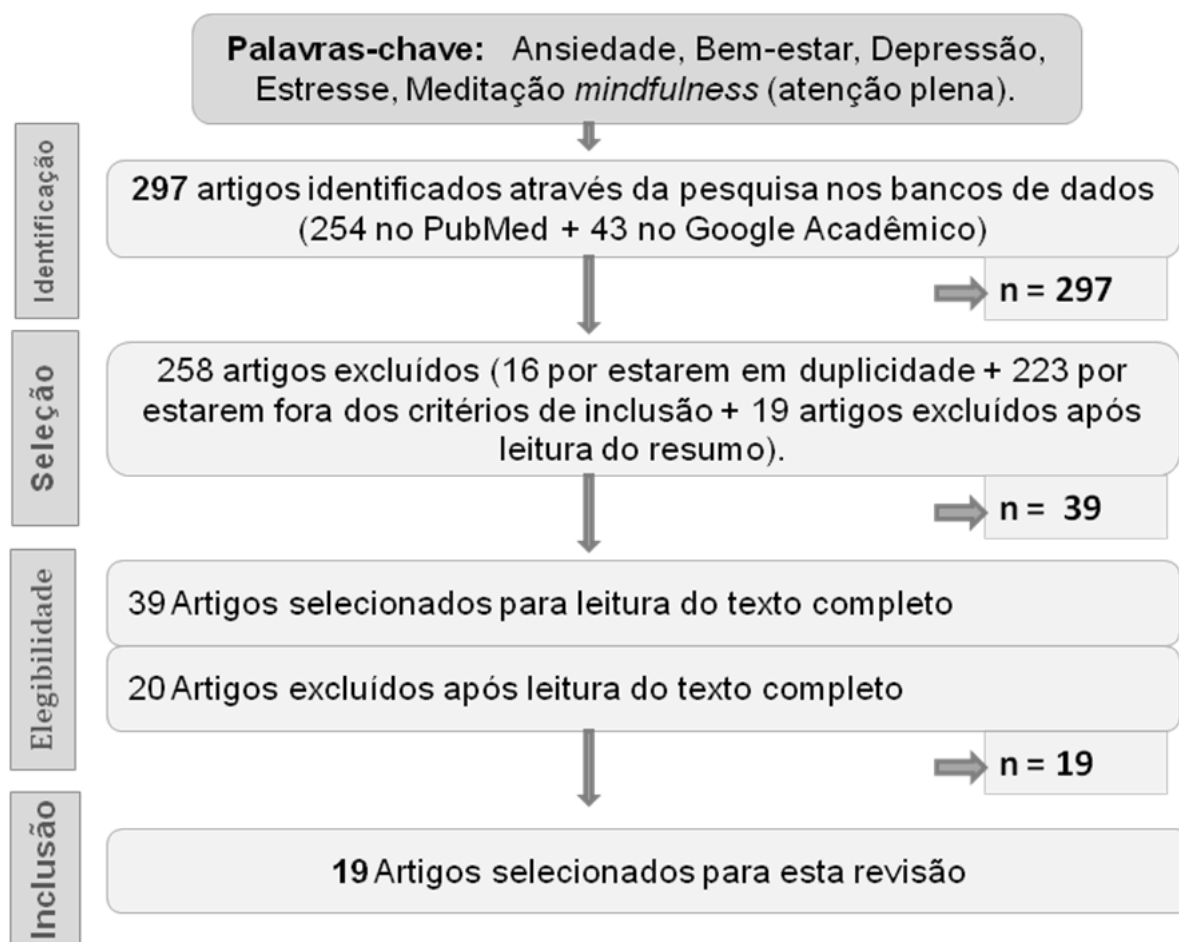 Palavras-chave: Ansiedade, Bem-estar, Depressão,
Estresse, Meditação mindfulness (atenção plena).
Identificação
297 artigos identificados através da pesquisa nos bancos de dados
(254 no PubMed + 43 no Google Acadêmico)
n = 297
Seleção
258 artigos excluídos (16 por estarem em duplicidade + 223 por
estarem fora dos critérios de inclusão + 19 artigos excluídos após
leitura do resumo).
n = 39
Elegibilidade
39 Artigos selecionados para leitura do texto completo
20 Artigos excluídos após leitura do texto completo
n = 19
Inclusão
19 Artigos selecionados para esta revisão